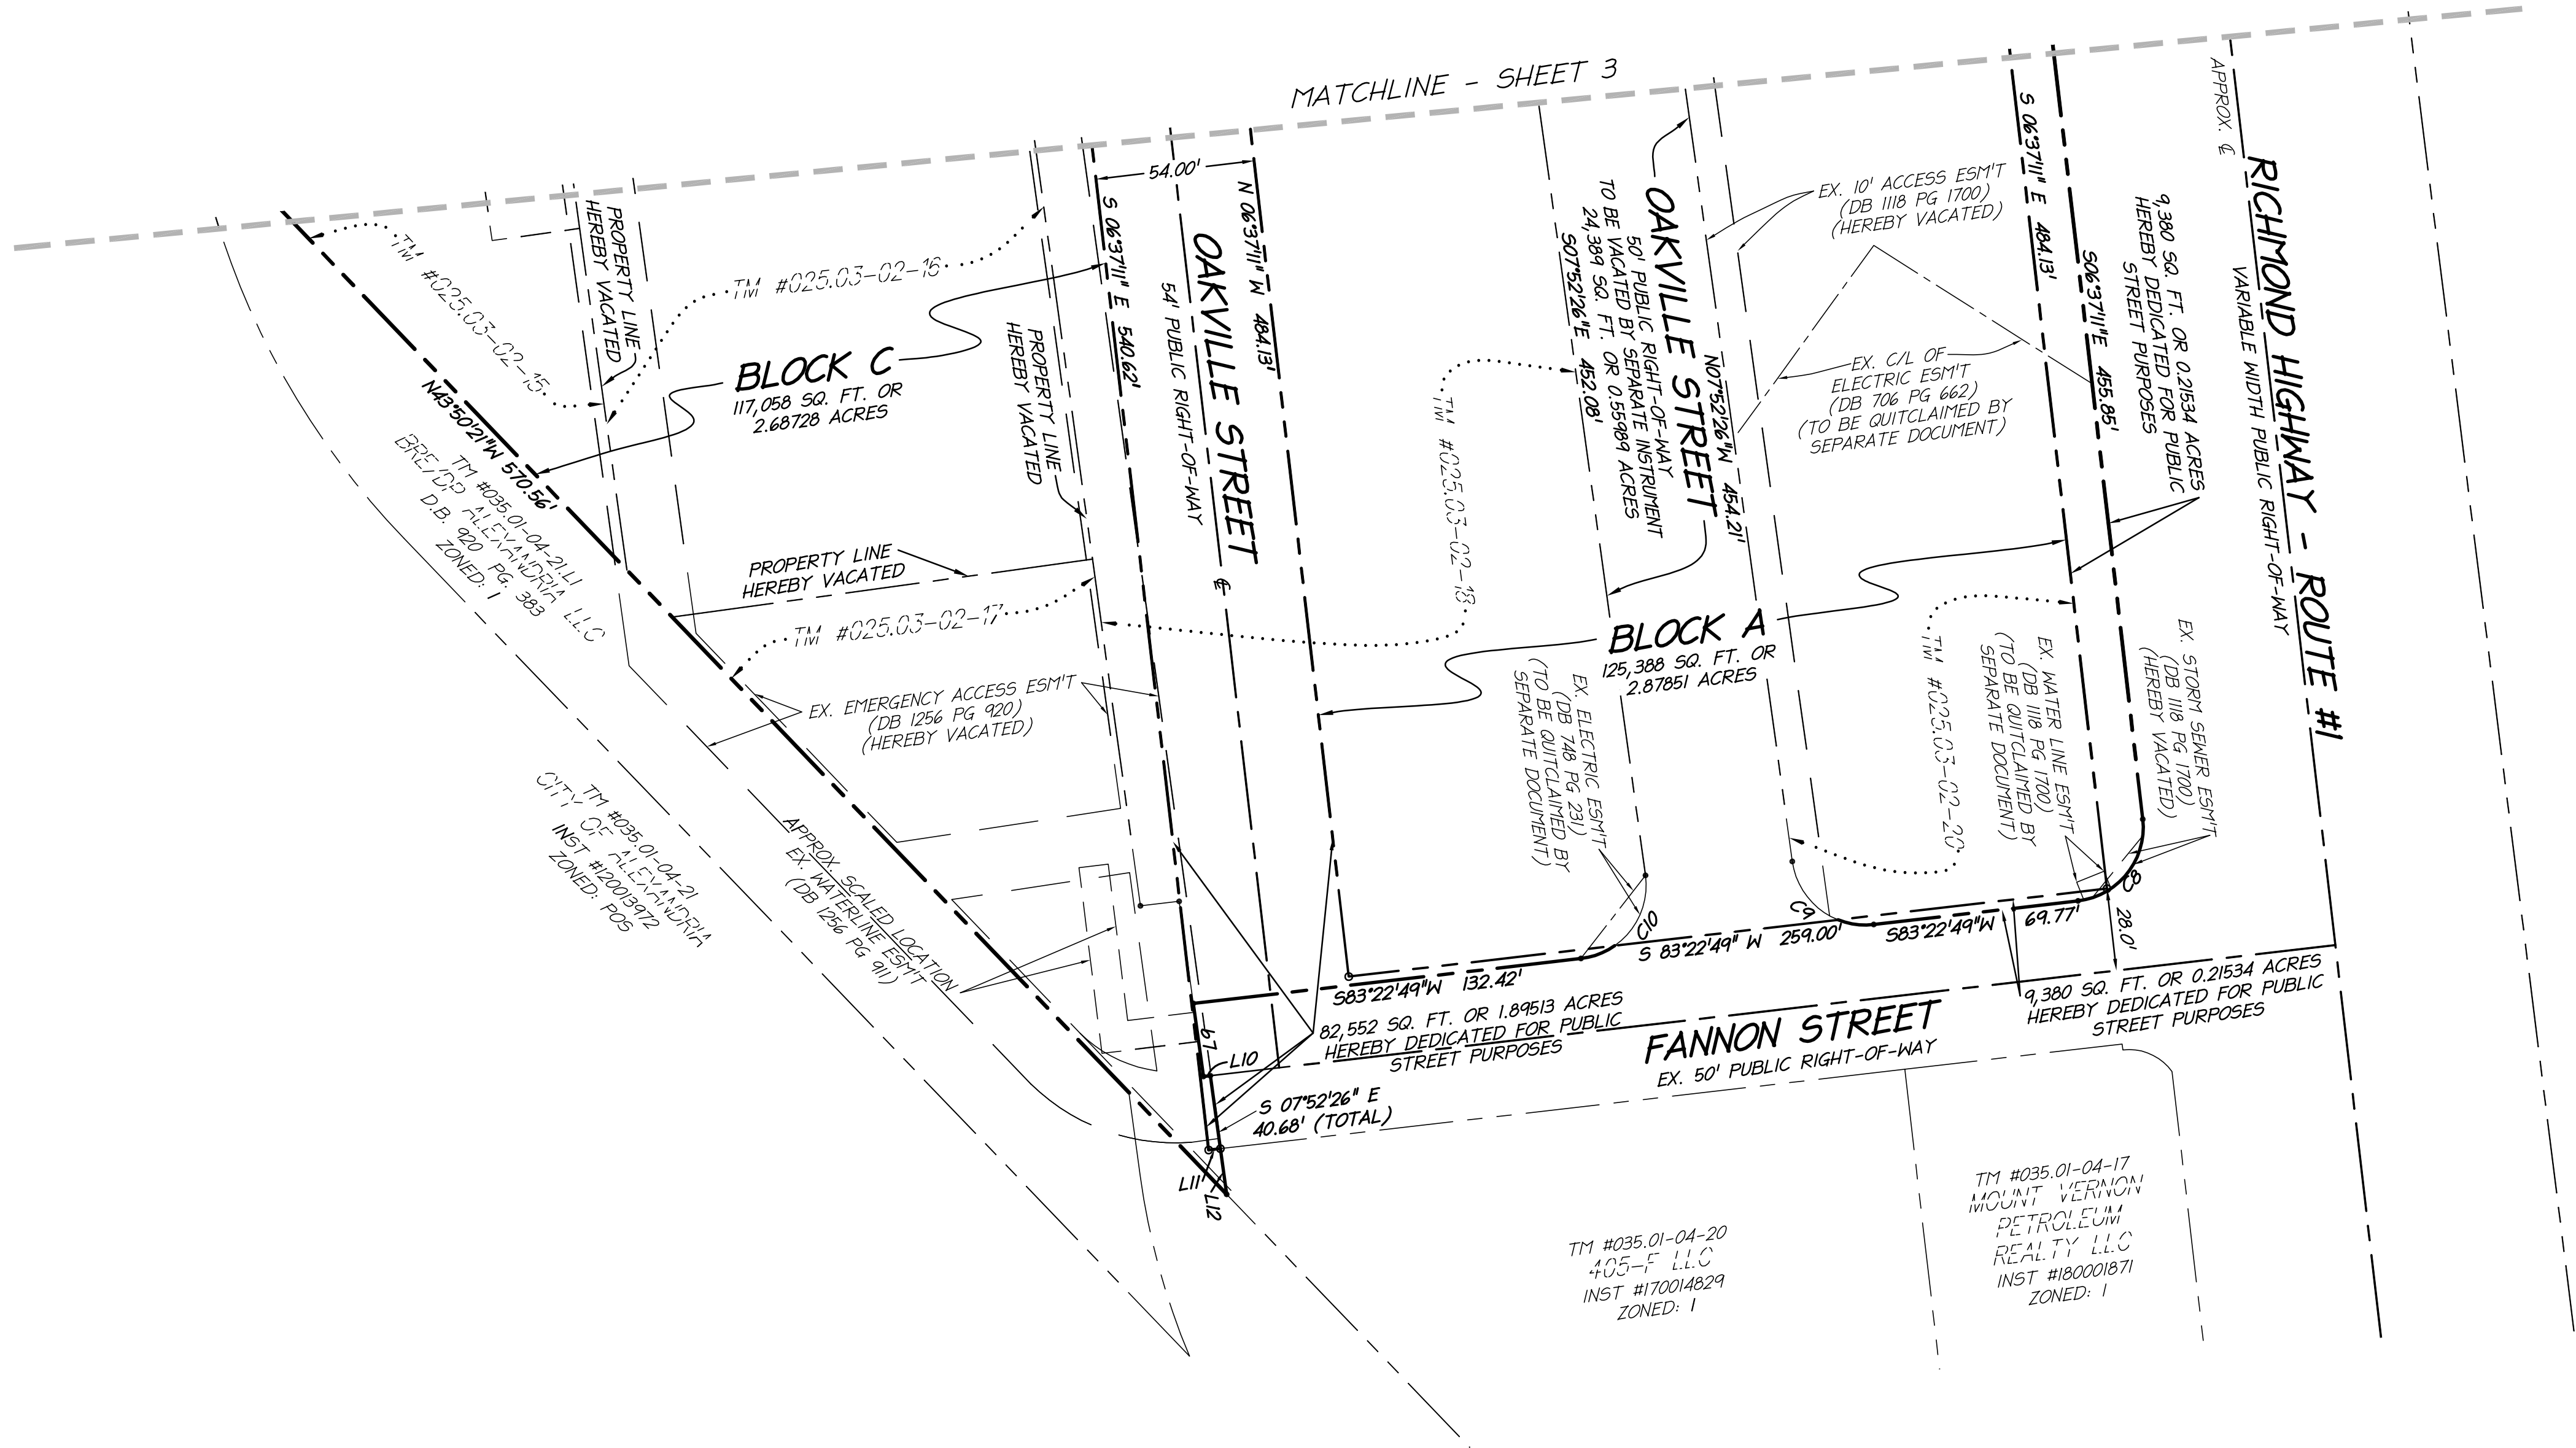 MATCHLINE - SHEET 3
TM #025.03-02-15
PROPERTY LINE
HEREBY VACATED
TM #025.03-02-16
BLOCK C
117,058 SQ. FT. OR
2.68728 ACRES
N43°50'21"W 570.56'
TM #035.01-04-21.L1
BRE/DP ALEXANDRIA LLC
D.B. 920 PG. 383
ZONED: I
PROPERTY LINE
HEREBY VACATED
S 06°37'11" E 540.62'
54.00'
OAKVILLE STREET
54' PUBLIC RIGHT-OF-WAY
℄
N 06°37'11" W 484.13'
PROPERTY LINE
HEREBY VACATED
TM #025.03-02-17
EX. EMERGENCY ACCESS ESM'T
(DB 1256 PG 920)
(HEREBY VACATED)
TM #035.01-04-21
CITY OF ALEXANDRIA
INST #120013972
ZONED: POS
APPROX. SCALED LOCATION
EX. WATERLINE ESM'T
(DB 1256 PG 911)
TM #025.03-02-18
S07°52'26"E 452.08'
TO BE VACATED BY SEPARATE INSTRUMENT
24,389 SQ. FT. OR 0.55989 ACRES
50' PUBLIC RIGHT-OF-WAY
OAKVILLE STREET
N07°52'26"W 454.21'
EX. 10' ACCESS ESM'T
(DB 1118 PG 1700)
(HEREBY VACATED)
EX. C/L OF
ELECTRIC ESM'T
(DB 706 PG 662)
(TO BE QUITCLAIMED BY
SEPARATE DOCUMENT)
BLOCK A
125,388 SQ. FT. OR
2.87851 ACRES
S 06°37'11" E 484.13'
S06°37'11"E 455.85'
9,380 SQ. FT. OR 0.21534 ACRES
HEREBY DEDICATED FOR PUBLIC
STREET PURPOSES
APPROX. ℄
RICHMOND HIGHWAY - ROUTE #1
VARIABLE WIDTH PUBLIC RIGHT-OF-WAY
EX. ELECTRIC ESM'T
(DB 748 PG 231)
(TO BE QUITCLAIMED BY
SEPARATE DOCUMENT)
TM #025.03-02-20
EX. WATER LINE ESM'T
(DB 1118 PG 1700)
(TO BE QUITCLAIMED BY
SEPARATE DOCUMENT)
EX. STORM SEWER ESM'T
(DB 1118 PG 1700)
(HEREBY VACATED)
C8
C9
C10
28.0'
69.77'
S83°22'49"W
S 83°22'49" W 259.00'
S83°22'49"W 132.42'
82,552 SQ. FT. OR 1.89513 ACRES
HEREBY DEDICATED FOR PUBLIC
STREET PURPOSES
9,380 SQ. FT. OR 0.21534 ACRES
HEREBY DEDICATED FOR PUBLIC
STREET PURPOSES
FANNON STREET
EX. 50' PUBLIC RIGHT-OF-WAY
L9
L10
S 07°52'26" E
40.68' (TOTAL)
L11
L12
TM #035.01-04-20
405-F LLC
INST #170014829
ZONED: I
TM #035.01-04-17
MOUNT VERNON
PETROLEUM
REALTY LLC
INST #180001871
ZONED: I